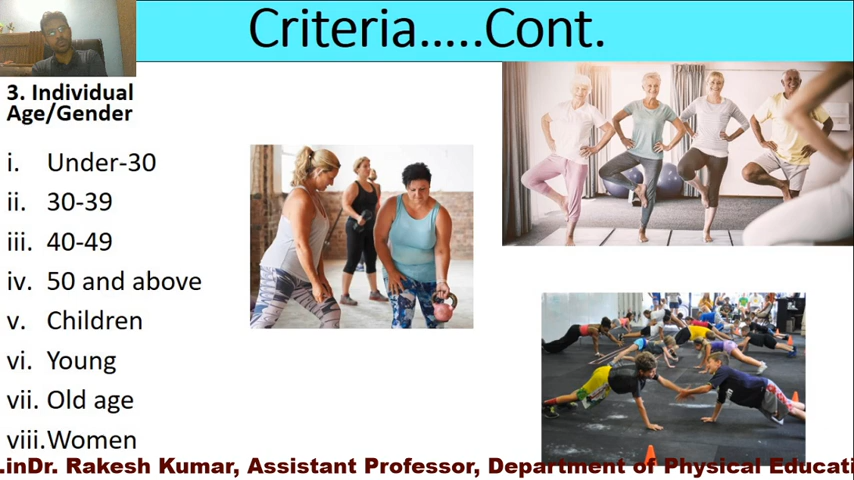 Criteria.....Cont.
3. Individual
Age/Gender
i. Under-30
ii. 30-39
iii. 40-49
iv. 50 and above
v. Children
vi. Young
vii. Old age
viii.Women
.inDr. Rakesh Kumar, Assistant Professor, Department of Physical Educati